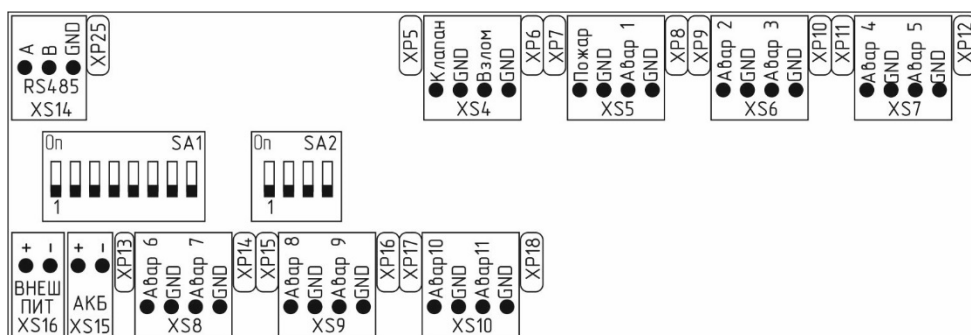 A B GND
RS485
XS14
XP25
XP5
Клапан GND Взлом GND
XS4
XP6
XP7
Пожар GND Авар 1 GND
XS5
XP8
XP9
Авар 2 GND Авар 3 GND
XS6
XP10
XP11
Авар 4 GND Авар 5 GND
XS7
XP12
On SA1
1
On SA2
1
+ -
ВНЕШ
ПИТ
XS16
+ -
АКБ
XS15
XP13
Авар 6 GND Авар 7 GND
XS8
XP14
XP15
Авар 8 GND Авар 9 GND
XS9
XP16
XP17
Авар10 GND Авар11 GND
XS10
XP18